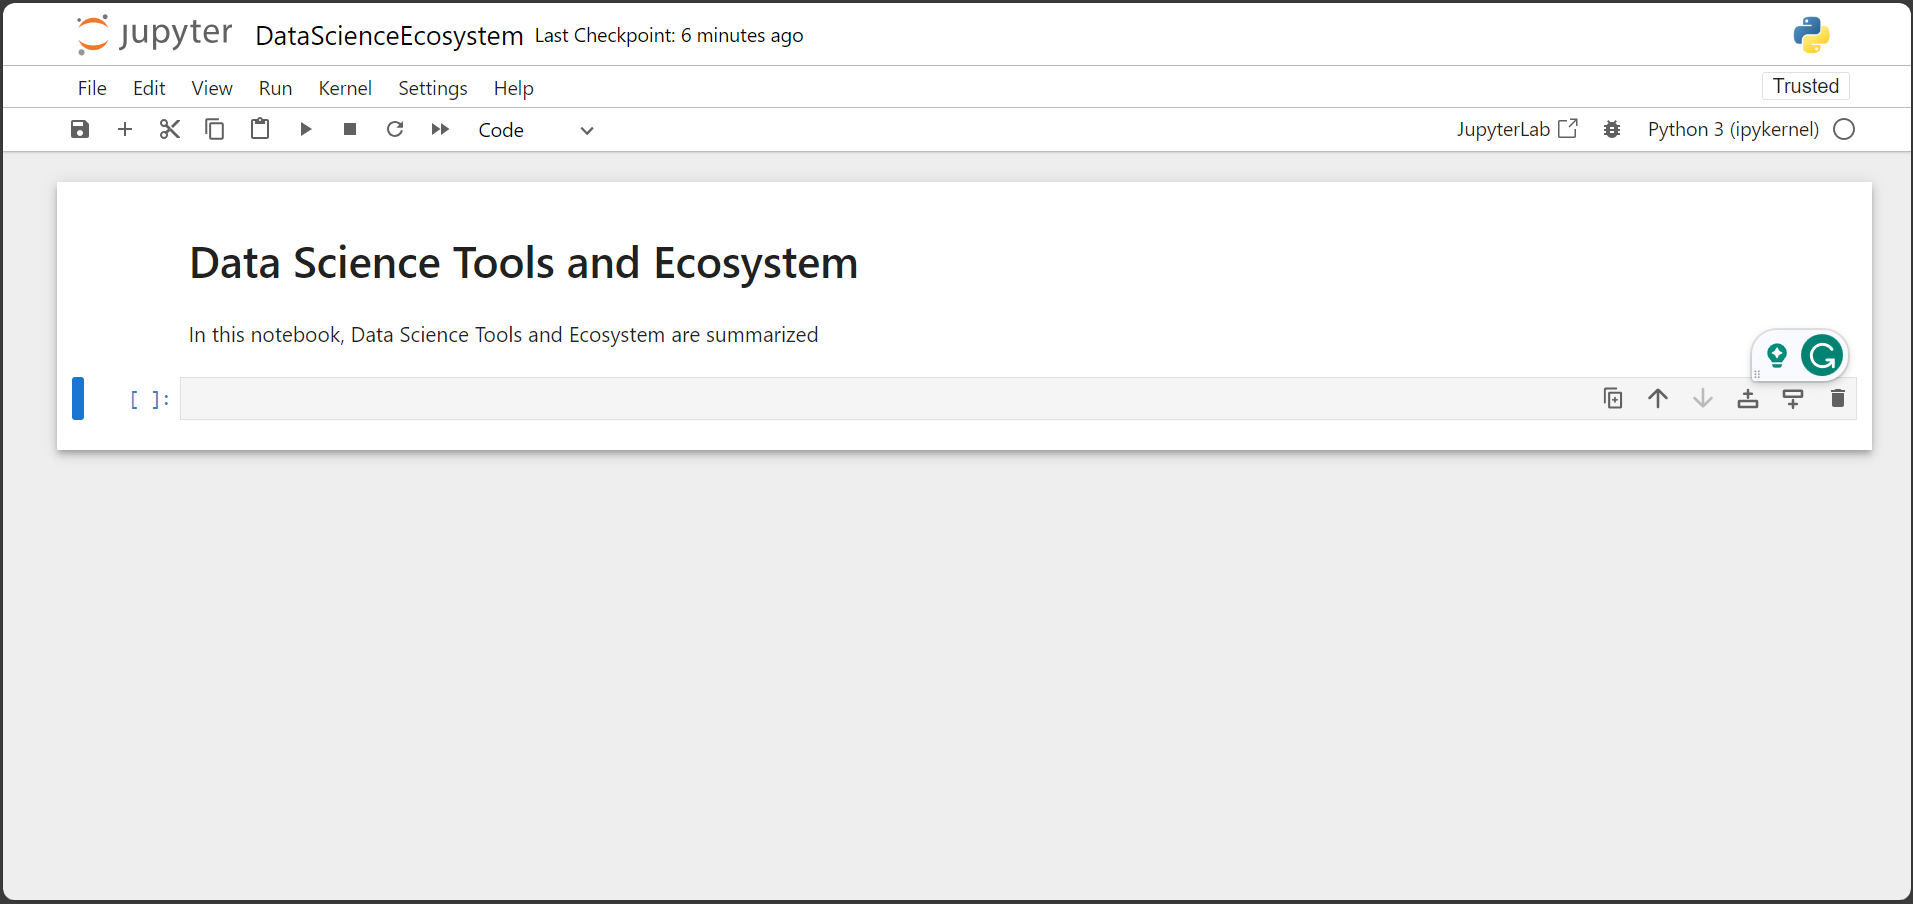 jupyter DataScienceEcosystem Last Checkpoint: 6 minutes ago
File Edit View Run Kernel Settings Help Trusted
Code JupyterLab Python 3 (ipykernel)
Data Science Tools and Ecosystem
In this notebook, Data Science Tools and Ecosystem are summarized
[ ]: